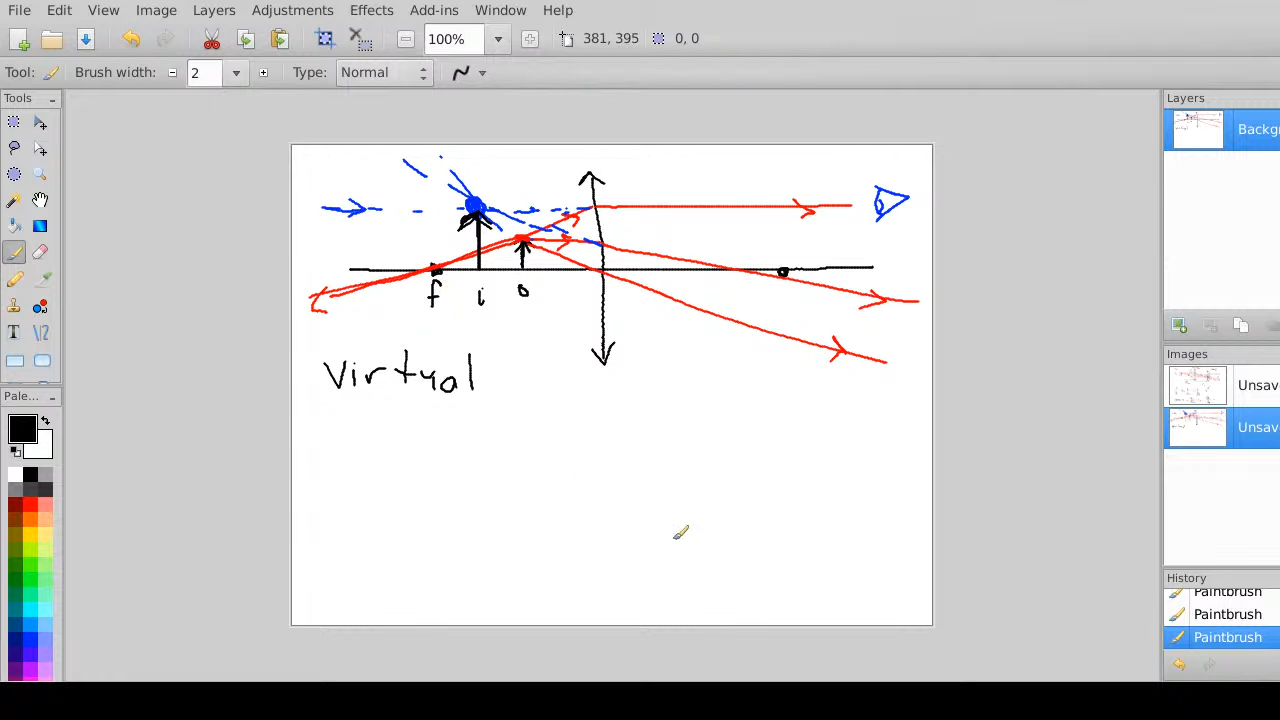 File Edit View Image Layers Adjustments Effects Add-ins Window Help
100% 381, 395 0, 0
Tool: Brush width: 2 Type: Normal
Tools
Layers
Backg
f i o
virtual
Images
Unsav
Unsav
Pale...
History
Paintbrush
Paintbrush
Paintbrush